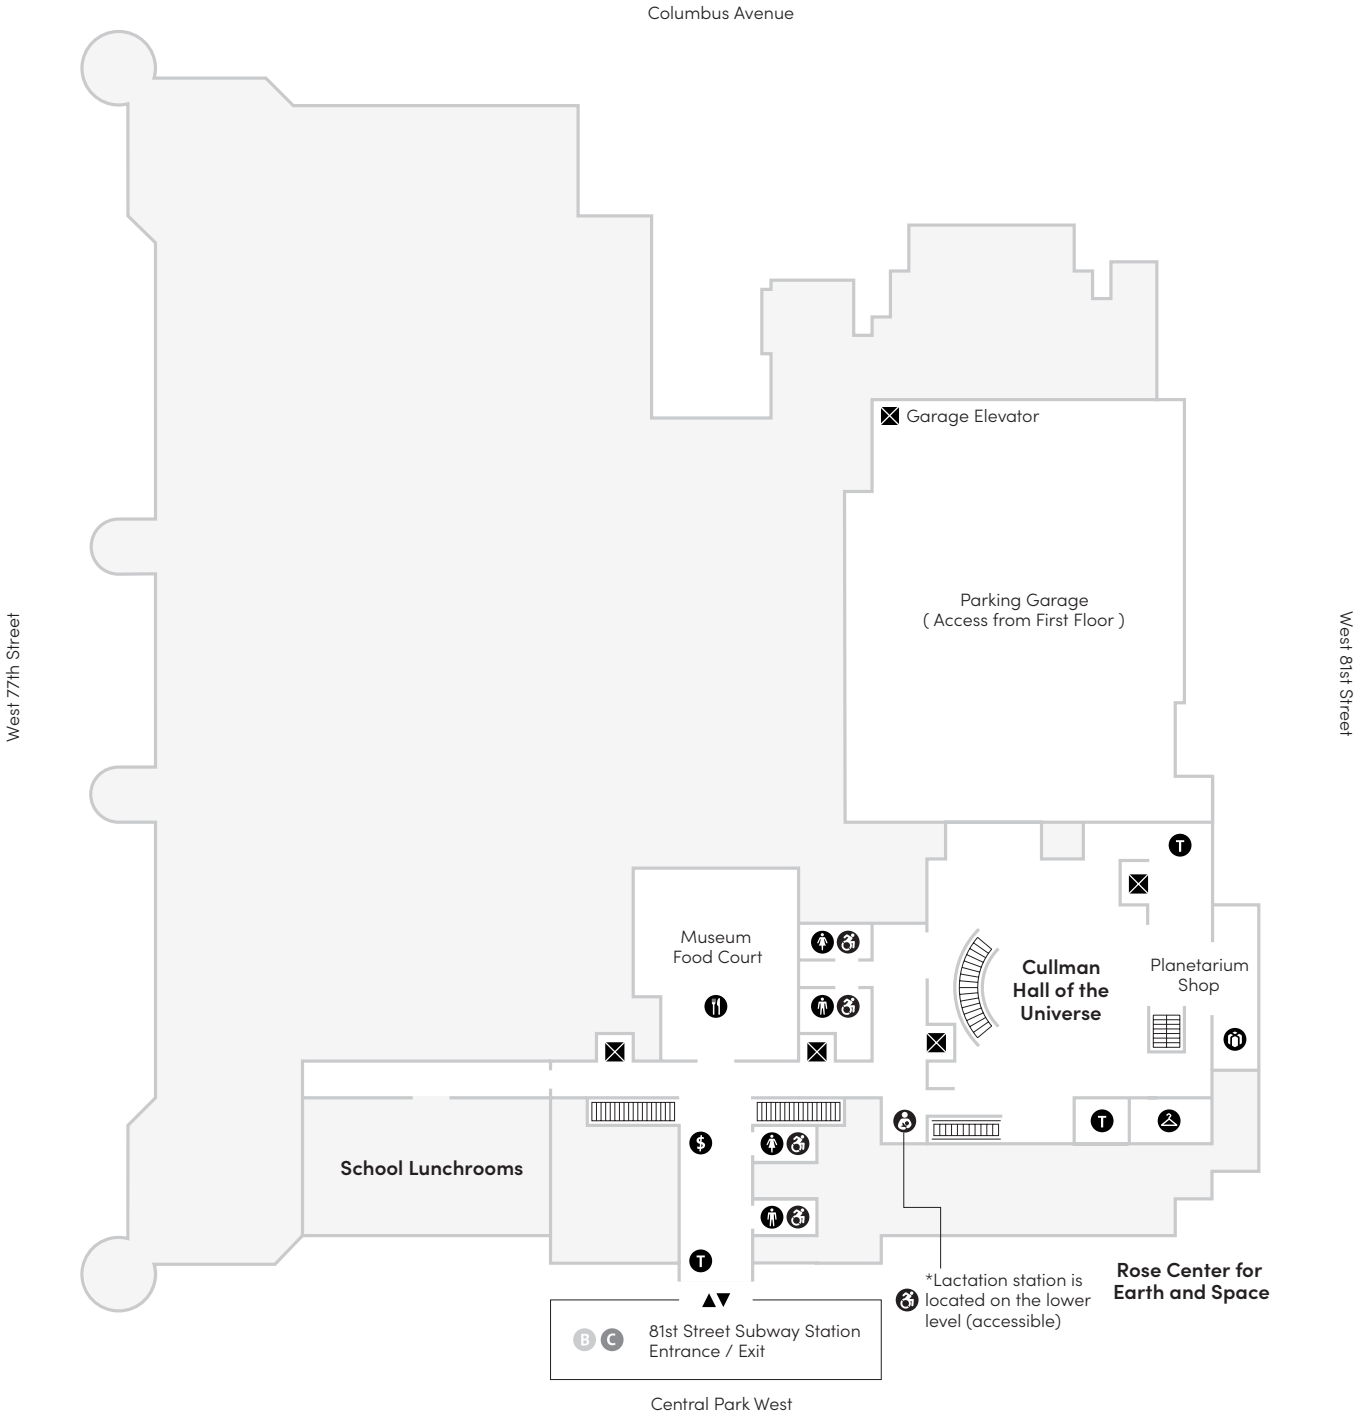 Columbus Avenue
Garage Elevator
Parking Garage
( Access from First Floor )
West 77th Street
West 81st Street
T
Museum
Food Court
Cullman
Hall of the
Universe
Planetarium
Shop
T
$
School Lunchrooms
T
*Lactation station is
located on the lower
level (accessible)
Rose Center for
Earth and Space
B C
81st Street Subway Station
Entrance / Exit
Central Park West